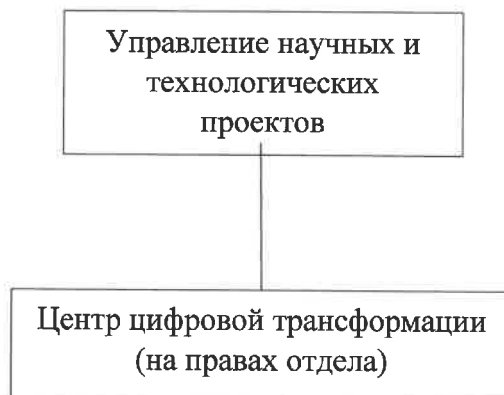 Управление научных и
технологических
проектов
Центр цифровой трансформации
(на правах отдела)